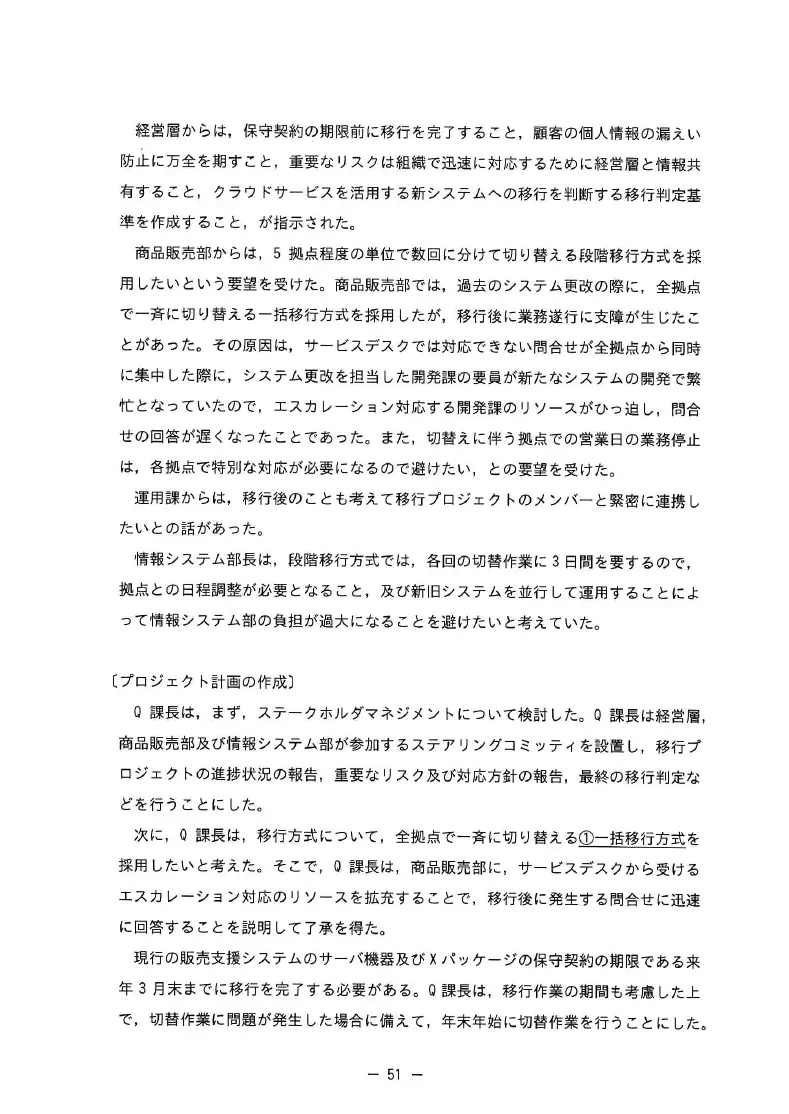 経営層からは，保守契約の期限前に移行を完了すること，顧客の個人情報の漏えい
防止に万全を期すこと，重要なリスクは組織で迅速に対応するために経営層と情報共
有すること，クラウドサービスを活用する新システムへの移行を判断する移行判定基
準を作成すること，が指示された。
商品販売部からは，5 拠点程度の単位で数回に分けて切り替える段階移行方式を採
用したいという要望を受けた。商品販売部では，過去のシステム更改の際に，全拠点
で一斉に切り替える一括移行方式を採用したが，移行後に業務遂行に支障が生じたこ
とがあった。その原因は，サービスデスクでは対応できない問合せが全拠点から同時
に集中した際に，システム更改を担当した開発課の要員が新たなシステムの開発で繁
忙となっていたので，エスカレーション対応する開発課のリソースがひっ迫し，問合
せの回答が遅くなったことであった。また，切替えに伴う拠点での営業日の業務停止
は，各拠点で特別な対応が必要になるので避けたい，との要望を受けた。
運用課からは，移行後のことも考えて移行プロジェクトのメンバーと緊密に連携し
たいとの話があった。
情報システム部長は，段階移行方式では，各回の切替作業に 3 日間を要するので，
拠点との日程調整が必要となること，及び新旧システムを並行して運用することによ
って情報システム部の負担が過大になることを避けたいと考えていた。
〔プロジェクト計画の作成〕
Q 課長は，まず，ステークホルダマネジメントについて検討した。Q 課長は経営層，
商品販売部及び情報システム部が参加するステアリングコミッティを設置し，移行プ
ロジェクトの進捗状況の報告，重要なリスク及び対応方針の報告，最終の移行判定な
どを行うことにした。
次に，Q 課長は，移行方式について，全拠点で一斉に切り替える①一括移行方式を
採用したいと考えた。そこで，Q 課長は，商品販売部に，サービスデスクから受ける
エスカレーション対応のリソースを拡充することで，移行後に発生する問合せに迅速
に回答することを説明して了承を得た。
現行の販売支援システムのサーバ機器及び X パッケージの保守契約の期限である来
年 3 月末までに移行を完了する必要がある。Q 課長は，移行作業の期間も考慮した上
で，切替作業に問題が発生した場合に備えて，年末年始に切替作業を行うことにした。
－ 51 －